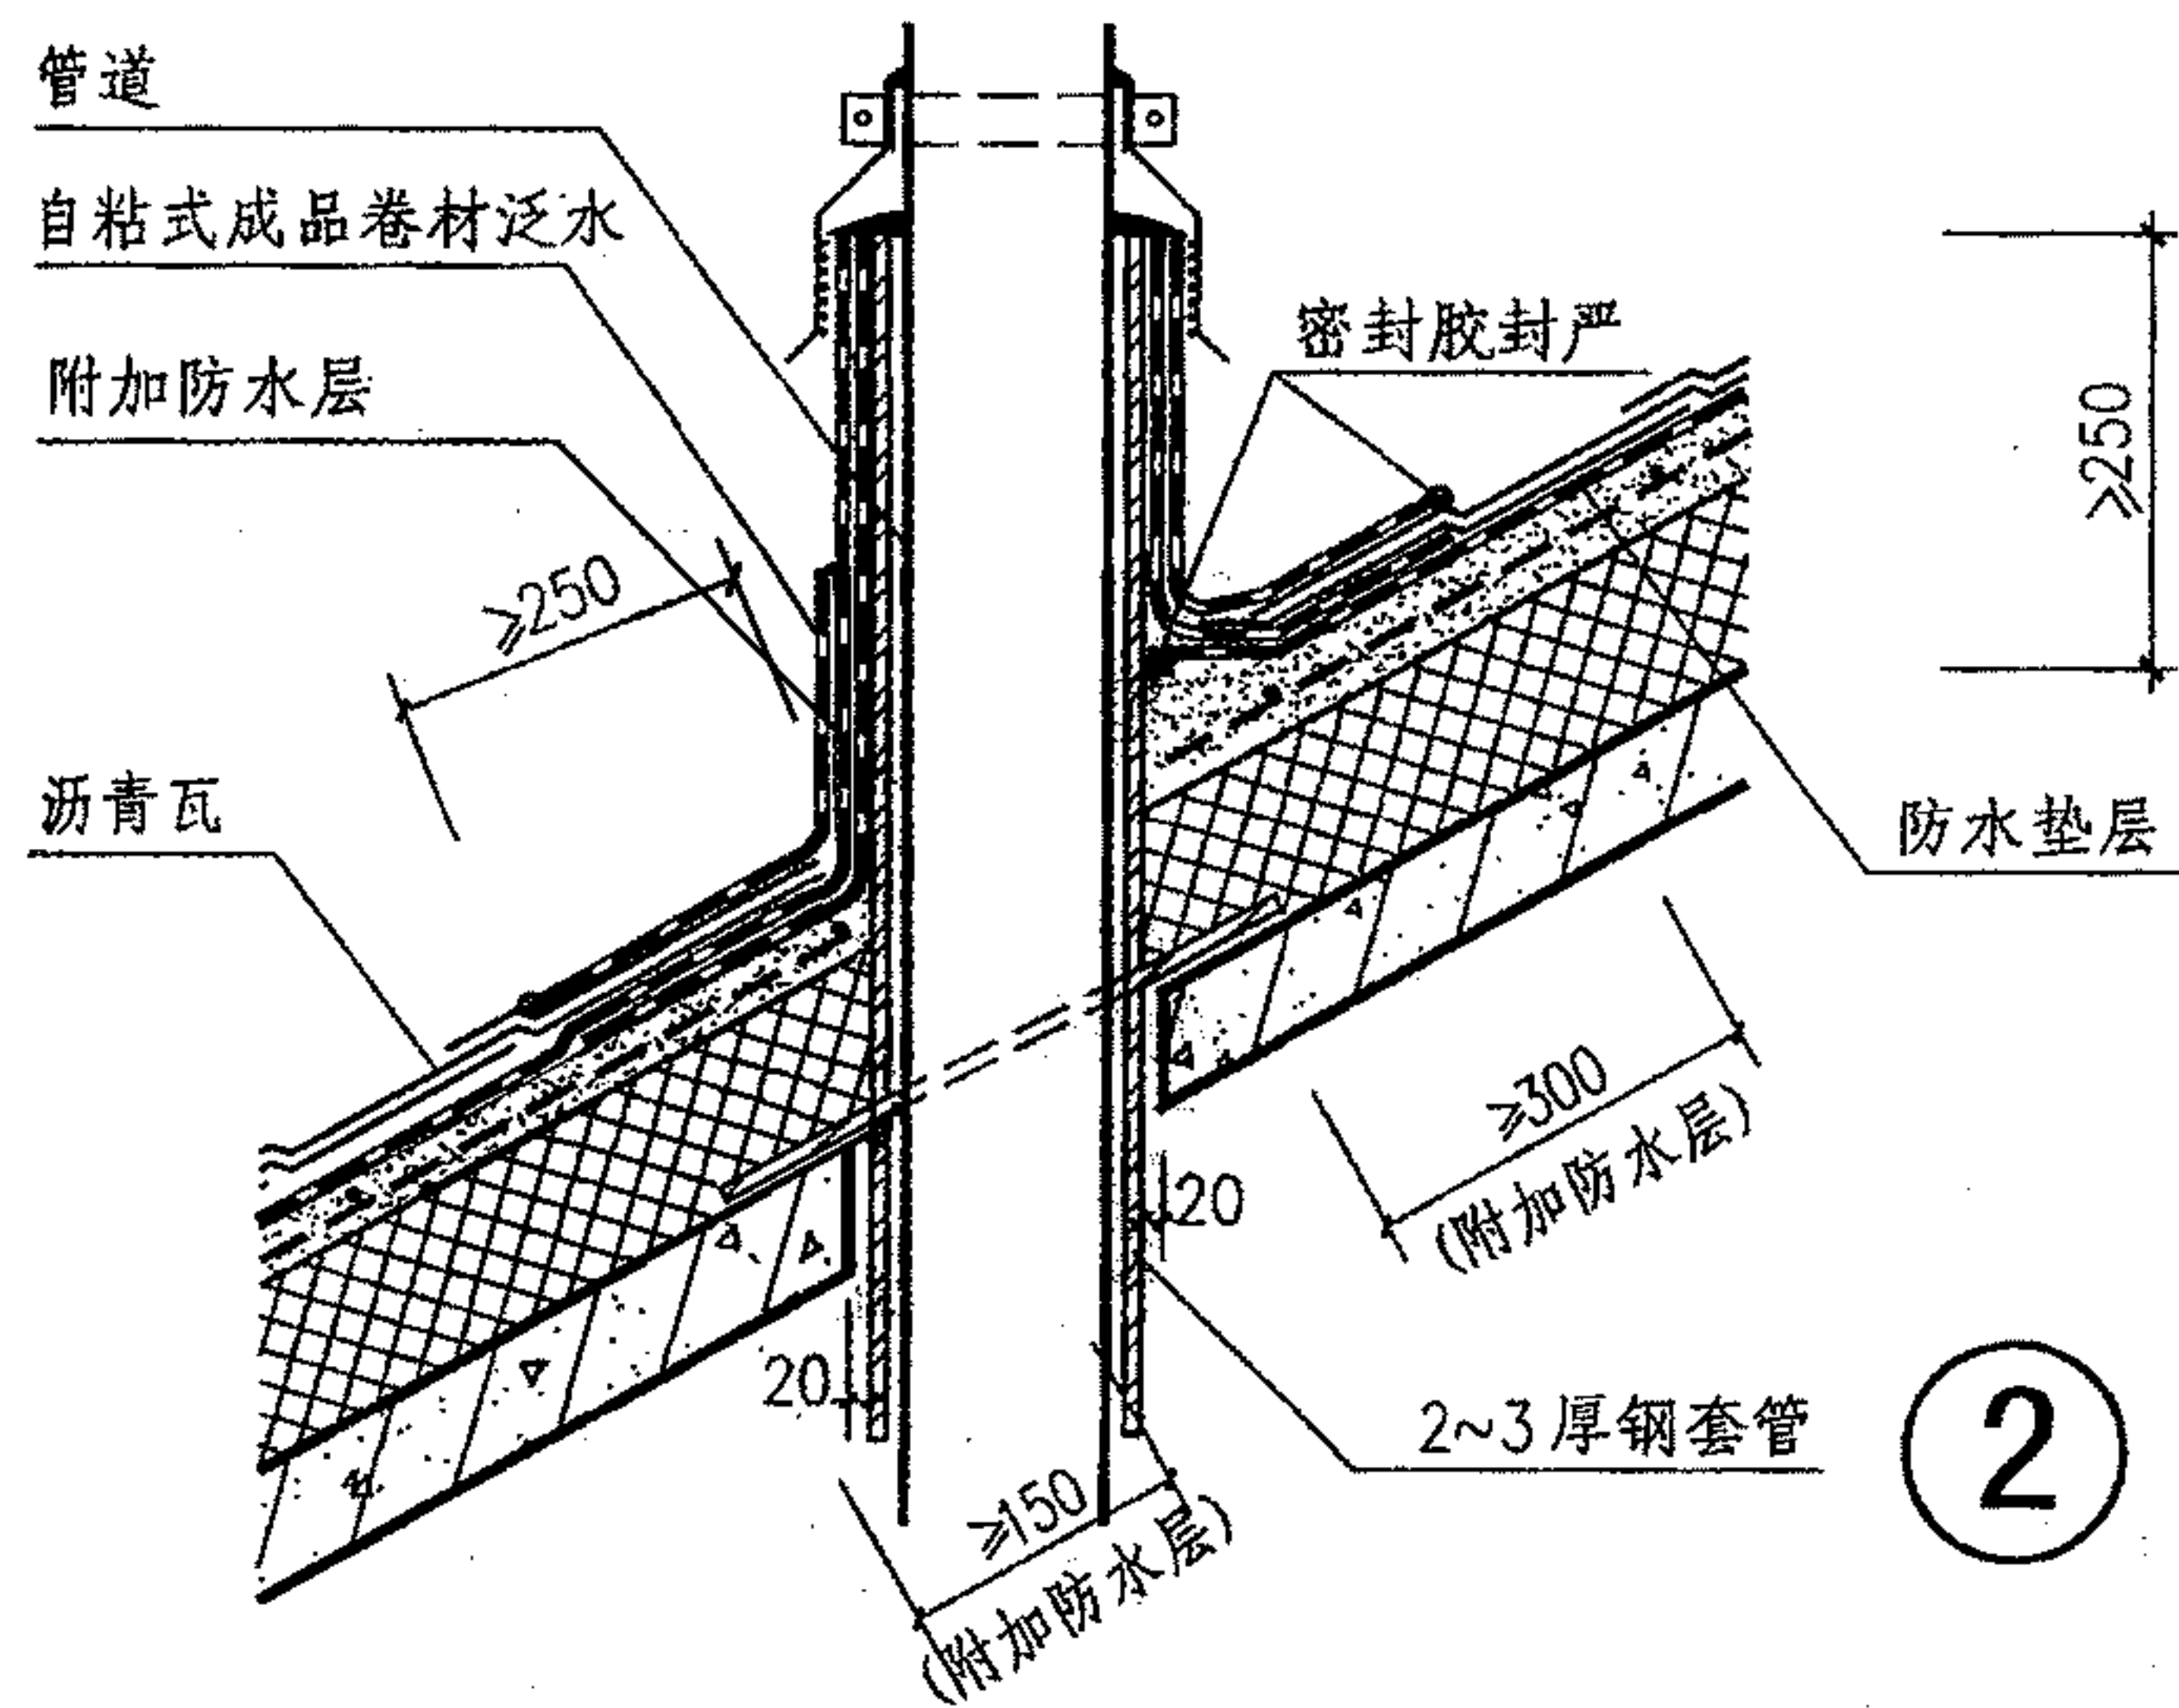 管道
自粘式成品卷材泛水
附加防水层
密封胶封严
≥250
≥250
沥青瓦
防水垫层
≥300
(附加防水层)
20
20
2~3厚钢套管
≥150
(附加防水层)
2